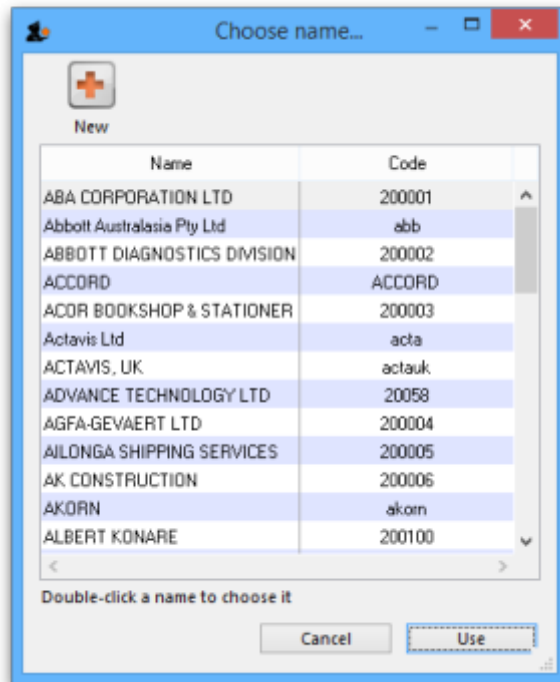 Choose name...
New
Name Code
ABA CORPORATION LTD 200001
Abbott Australasia Pty Ltd abb
ABBOTT DIAGNOSTICS DIVISION 200002
ACCORD ACCORD
ACOR BOOKSHOP & STATIONER 200003
Actavis Ltd acta
ACTAVIS, UK actauk
ADVANCE TECHNOLOGY LTD 20058
AGFA-GEVAERT LTD 200004
AILONGA SHIPPING SERVICES 200005
AK CONSTRUCTION 200006
AKORN akorn
ALBERT KONARE 200100
Double-click a name to choose it
Cancel Use